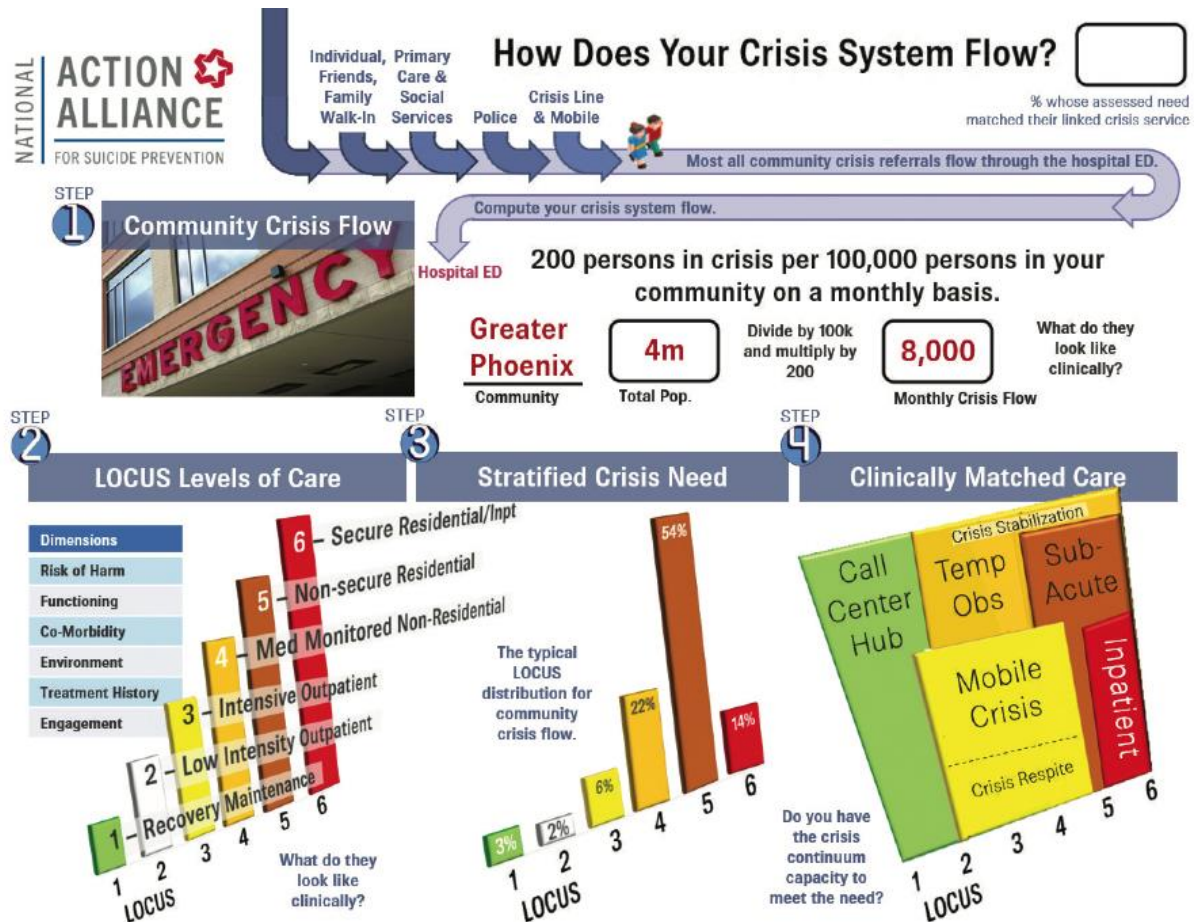 NATIONAL
ACTION
ALLIANCE
FOR SUICIDE PREVENTION
Individual,
Friends,
Family
Walk-In
Primary
Care &
Social
Services
Police
Crisis Line
& Mobile
How Does Your Crisis System Flow?
% whose assessed need
matched their linked crisis service
Most all community crisis referrals flow through the hospital ED.
Compute your crisis system flow.
Hospital ED
STEP
1
Community Crisis Flow
EMERGENCY
200 persons in crisis per 100,000 persons in your
community on a monthly basis.
Greater
Phoenix
Community
4m
Total Pop.
Divide by 100k
and multiply by
200
8,000
Monthly Crisis Flow
What do they
look like
clinically?
STEP
2
LOCUS Levels of Care
Dimensions
Risk of Harm
Functioning
Co-Morbidity
Environment
Treatment History
Engagement
6 – Secure Residential/Inpt
5 – Non-secure Residential
4 – Med Monitored Non-Residential
3 – Intensive Outpatient
2 – Low Intensity Outpatient
1 – Recovery Maintenance
1 2 3 4 5 6
LOCUS
What do they
look like
clinically?
STEP
3
Stratified Crisis Need
The typical
LOCUS
distribution for
community
crisis flow.
3%
2%
6%
22%
54%
14%
1 2 3 4 5 6
LOCUS
STEP
4
Clinically Matched Care
Crisis Stabilization
Call
Center
Hub
Temp
Obs
Sub-
Acute
Mobile
Crisis
Crisis Respite
Inpatient
1 2 3 4 5 6
LOCUS
Do you have
the crisis
continuum
capacity to
meet the need?